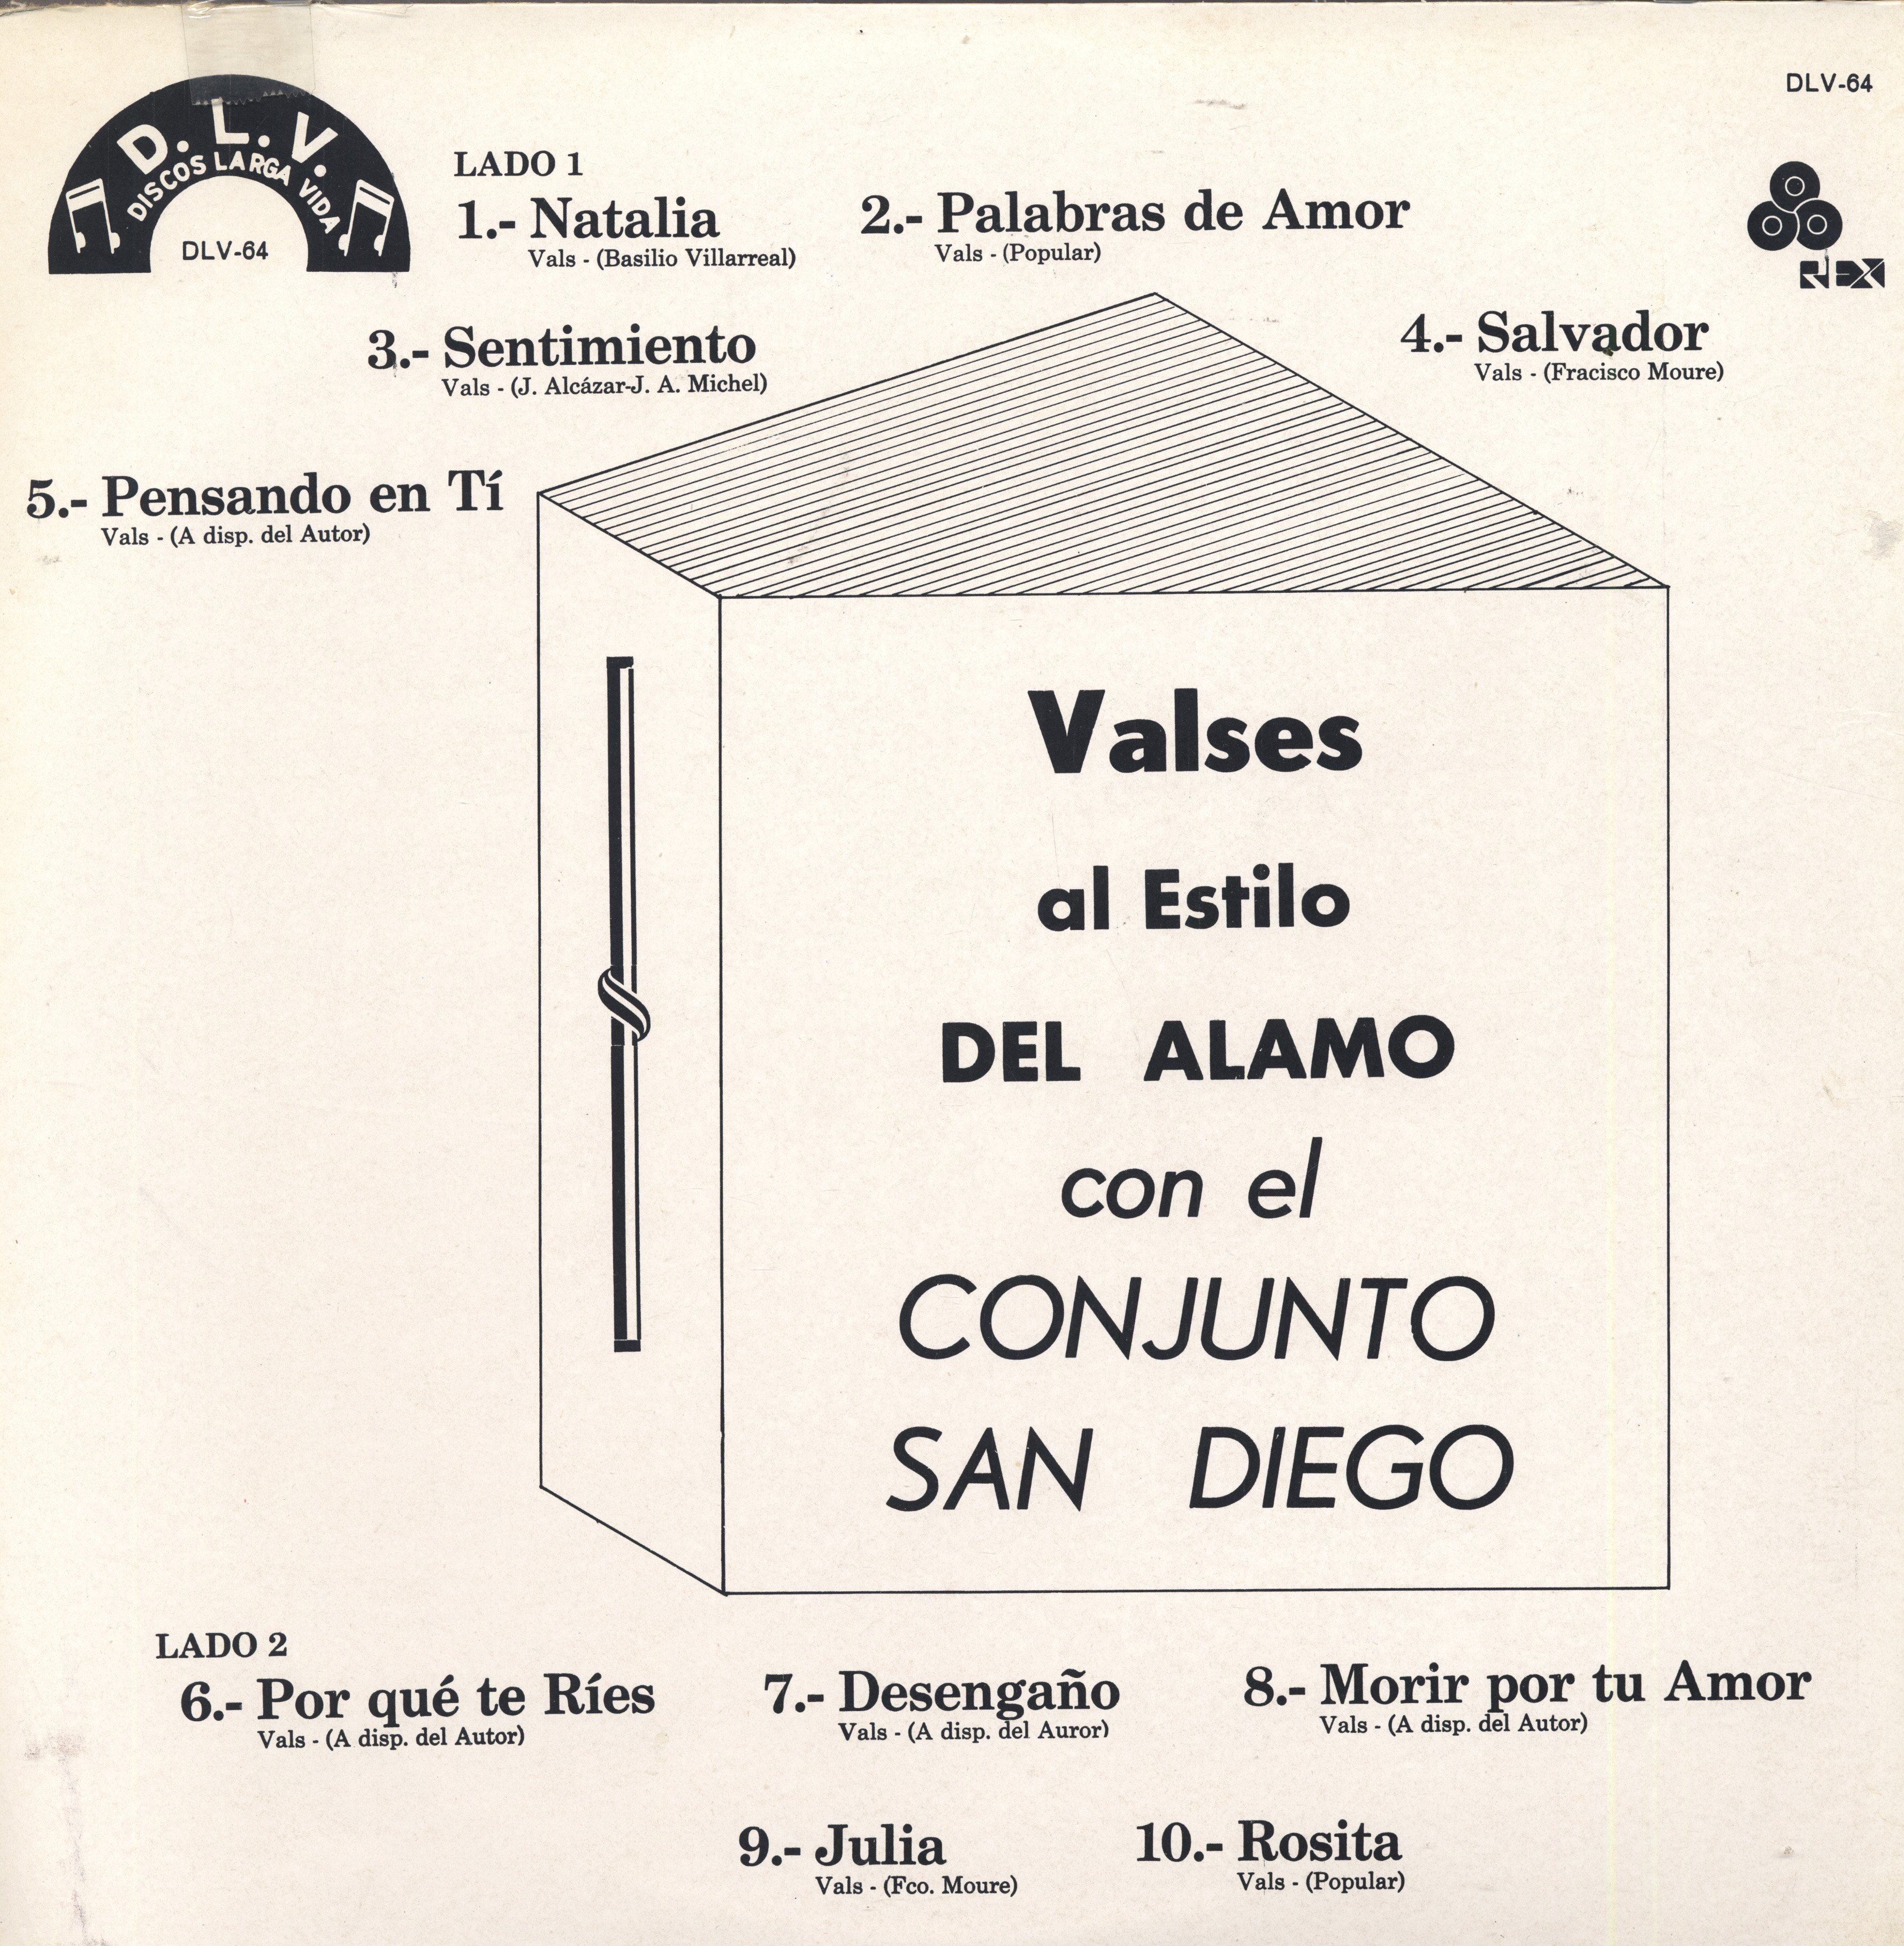 D. L. V.
DISCOS LARGA VIDA
DLV-64
DLV-64
REX
LADO 1
1.- Natalia
Vals - (Basilio Villarreal)
2.- Palabras de Amor
Vals - (Popular)
3.- Sentimiento
Vals - (J. Alcázar-J. A. Michel)
4.- Salvador
Vals - (Fracisco Moure)
5.- Pensando en Tí
Vals - (A disp. del Autor)
Valses
al Estilo
DEL ALAMO
con el
CONJUNTO
SAN DIEGO
LADO 2
6.- Por qué te Ríes
Vals - (A disp. del Autor)
7.- Desengaño
Vals - (A disp. del Auror)
8.- Morir por tu Amor
Vals - (A disp. del Autor)
9.- Julia
Vals - (Fco. Moure)
10.- Rosita
Vals - (Popular)